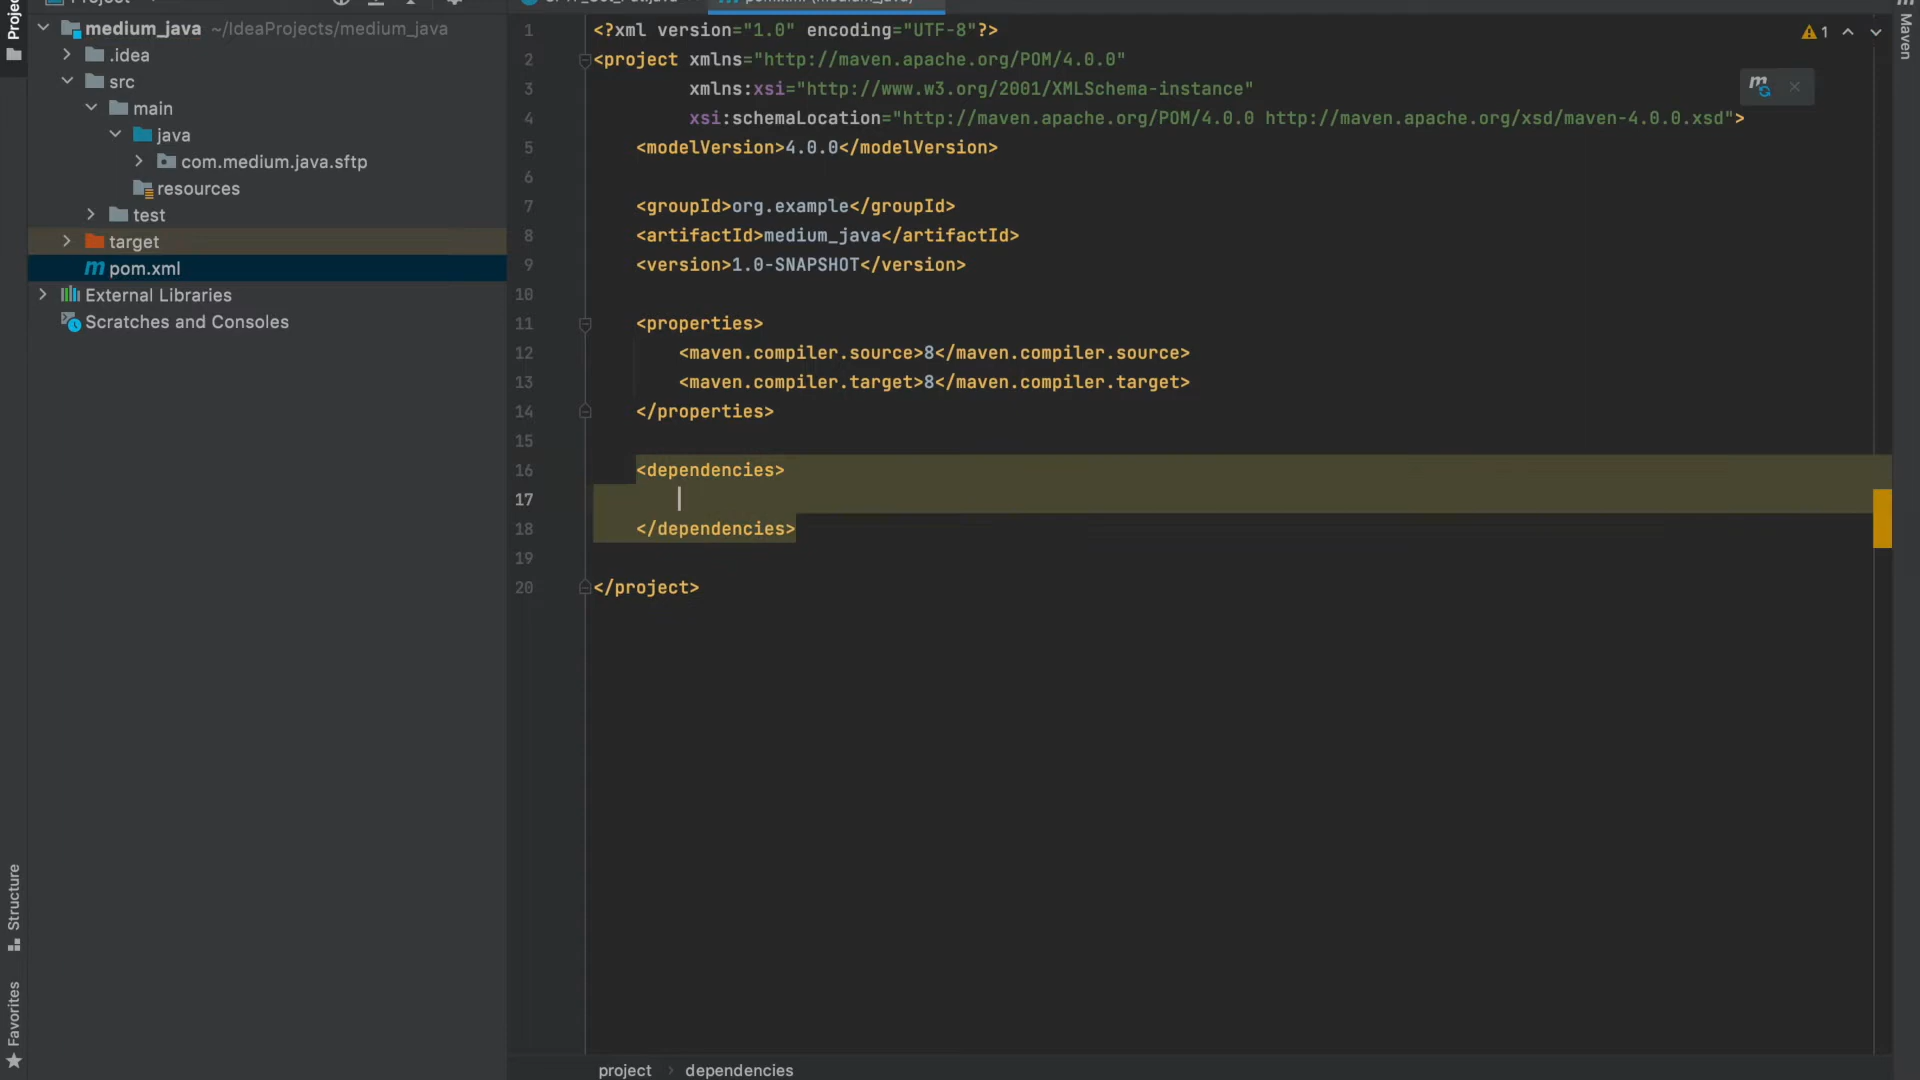 Project
medium_java ~/IdeaProjects/medium_java
.idea
src
main
java
com.medium.java.sftp
resources
test
target
pom.xml
External Libraries
Scratches and Consoles
Structure
Favorites
1 <?xml version="1.0" encoding="UTF-8"?>
2 <project xmlns="http://maven.apache.org/POM/4.0.0"
3 xmlns:xsi="http://www.w3.org/2001/XMLSchema-instance"
4 xsi:schemaLocation="http://maven.apache.org/POM/4.0.0 http://maven.apache.org/xsd/maven-4.0.0.xsd">
5 <modelVersion>4.0.0</modelVersion>
6
7 <groupId>org.example</groupId>
8 <artifactId>medium_java</artifactId>
9 <version>1.0-SNAPSHOT</version>
10
11 <properties>
12 <maven.compiler.source>8</maven.compiler.source>
13 <maven.compiler.target>8</maven.compiler.target>
14 </properties>
15
16 <dependencies>
17
18 </dependencies>
19
20 </project>
1
Maven
project > dependencies